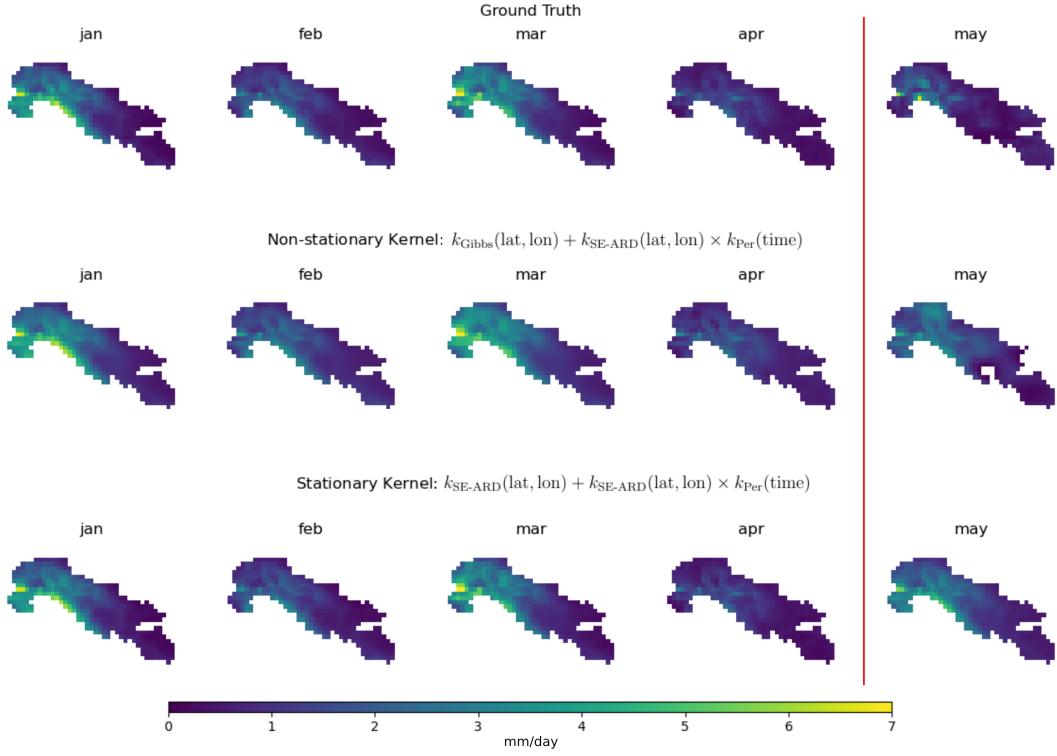 Ground Truth
jan feb mar apr may
Non-stationary Kernel: k_Gibbs(lat, lon) + k_SE-ARD(lat, lon) × k_Per(time)
jan feb mar apr may
Stationary Kernel: k_SE-ARD(lat, lon) + k_SE-ARD(lat, lon) × k_Per(time)
jan feb mar apr may
0 1 2 3 4 5 6 7
mm/day